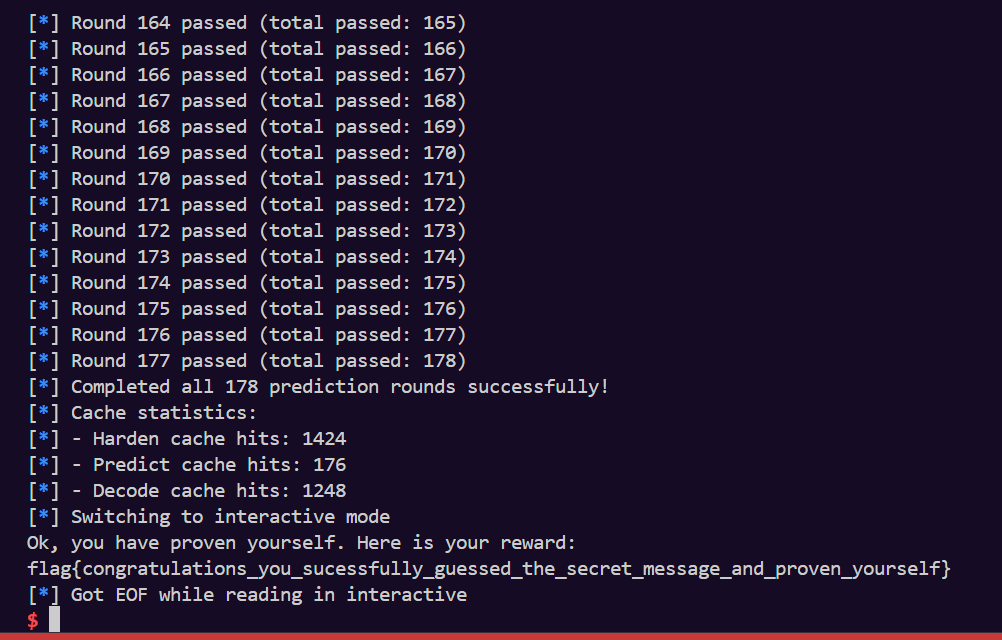 [*] Round 164 passed (total passed: 165)
[*] Round 165 passed (total passed: 166)
[*] Round 166 passed (total passed: 167)
[*] Round 167 passed (total passed: 168)
[*] Round 168 passed (total passed: 169)
[*] Round 169 passed (total passed: 170)
[*] Round 170 passed (total passed: 171)
[*] Round 171 passed (total passed: 172)
[*] Round 172 passed (total passed: 173)
[*] Round 173 passed (total passed: 174)
[*] Round 174 passed (total passed: 175)
[*] Round 175 passed (total passed: 176)
[*] Round 176 passed (total passed: 177)
[*] Round 177 passed (total passed: 178)
[*] Completed all 178 prediction rounds successfully!
[*] Cache statistics:
[*] - Harden cache hits: 1424
[*] - Predict cache hits: 176
[*] - Decode cache hits: 1248
[*] Switching to interactive mode
Ok, you have proven yourself. Here is your reward:
flag{congratulations_you_sucessfully_guessed_the_secret_message_and_proven_yourself}
[*] Got EOF while reading in interactive
$